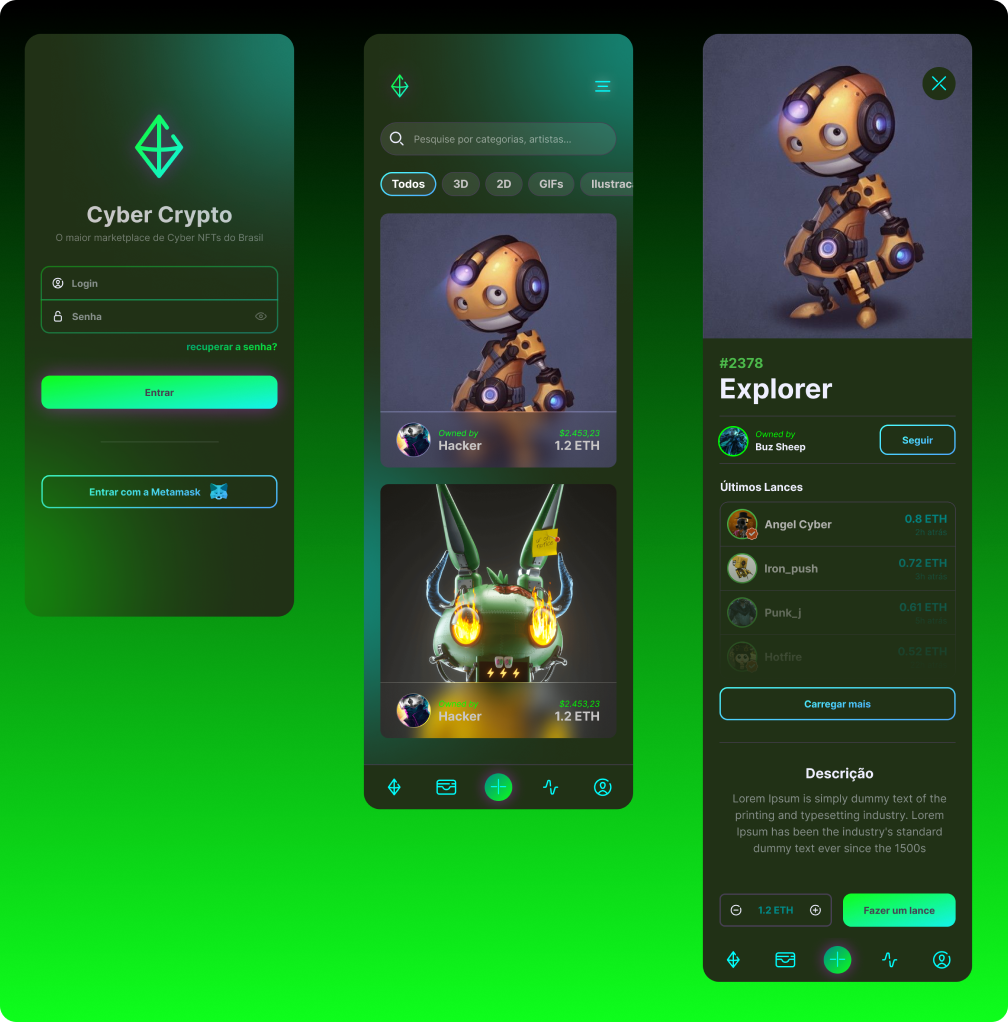 Cyber Crypto
O maior marketplace de Cyber NFTs do Brasil
Login
Senha
recuperar a senha?
Entrar
Entrar com a Metamask
Pesquise por categorias, artistas...
Todos
3D
2D
GIFs
Ilustrac
Owned by
Hacker
$2.453,23
1.2 ETH
Owned by
Hacker
$2.453,23
1.2 ETH
#2378
Explorer
Owned by
Buz Sheep
Seguir
Últimos Lances
Angel Cyber
0.8 ETH
Iron_push
0.72 ETH
Punk_j
0.61 ETH
Hotfire
0.52 ETH
Carregar mais
Descrição
Lorem Ipsum is simply dummy text of the
printing and typesetting industry. Lorem
Ipsum has been the industry's standard
dummy text ever since the 1500s
1.2 ETH
Fazer um lance